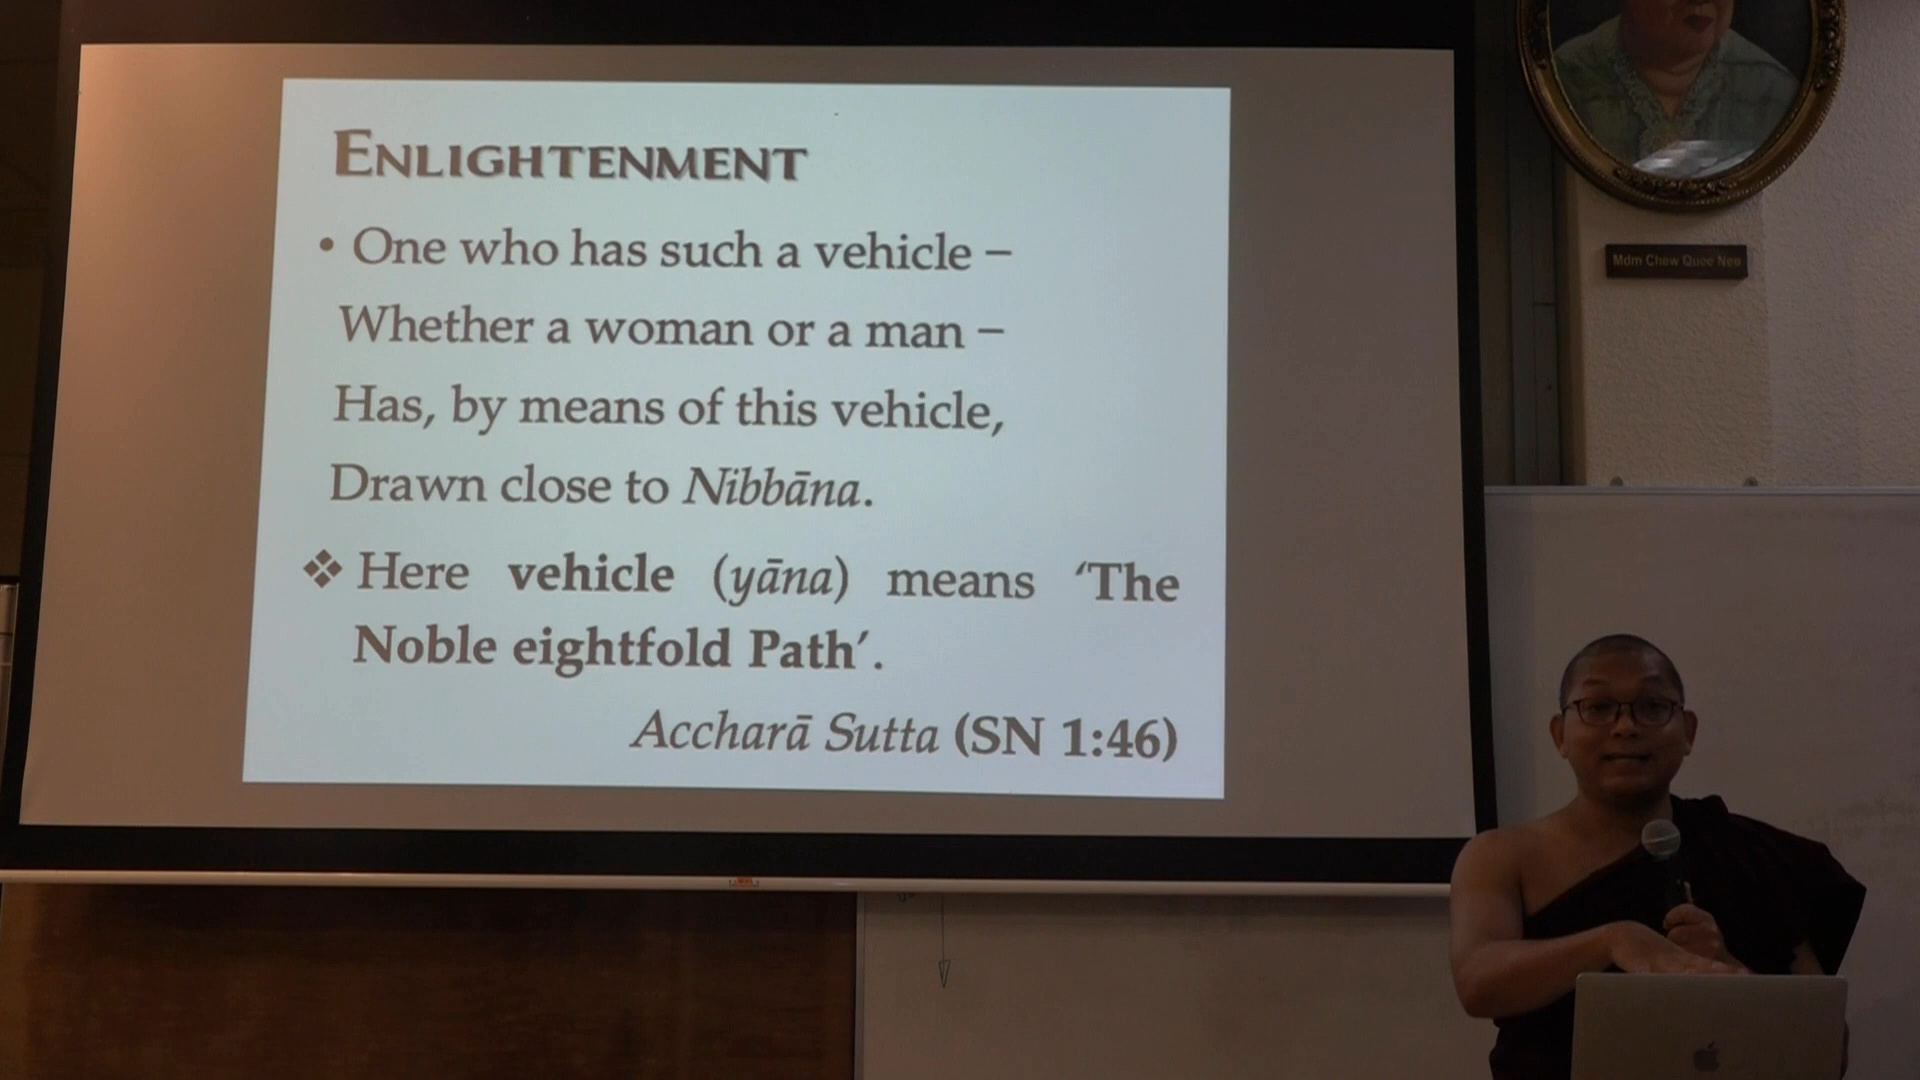 ENLIGHTENMENT
• One who has such a vehicle –
Whether a woman or a man –
Has, by means of this vehicle,
Drawn close to Nibbāna.
❖ Here vehicle (yāna) means ‘The
Noble eightfold Path’.
Accharā Sutta (SN 1:46)
Mdm Chew Quee Neo